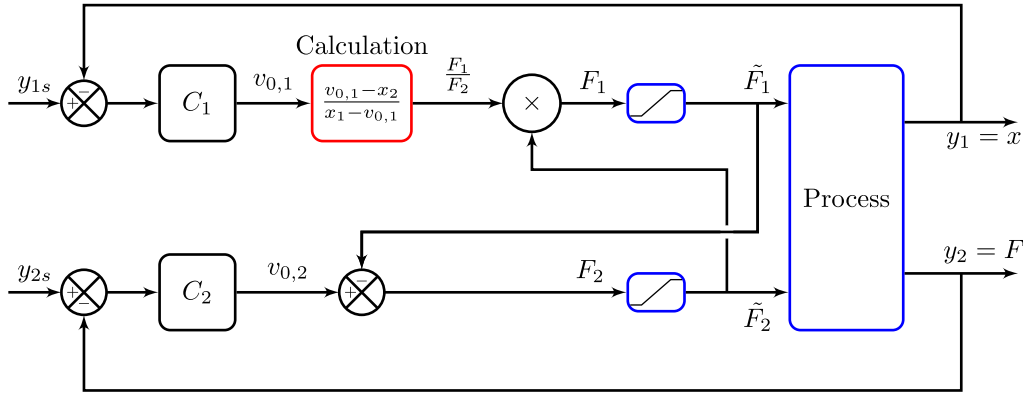 Calculation
y₁ₛ
+
−
C₁
v₀,₁
v₀,₁−x₂
x₁−v₀,₁
F₁
F₂
×
F₁
F̃₁
y₁ = x
Process
y₂ₛ
+
−
C₂
v₀,₂
+
−
F₂
F̃₂
y₂ = F